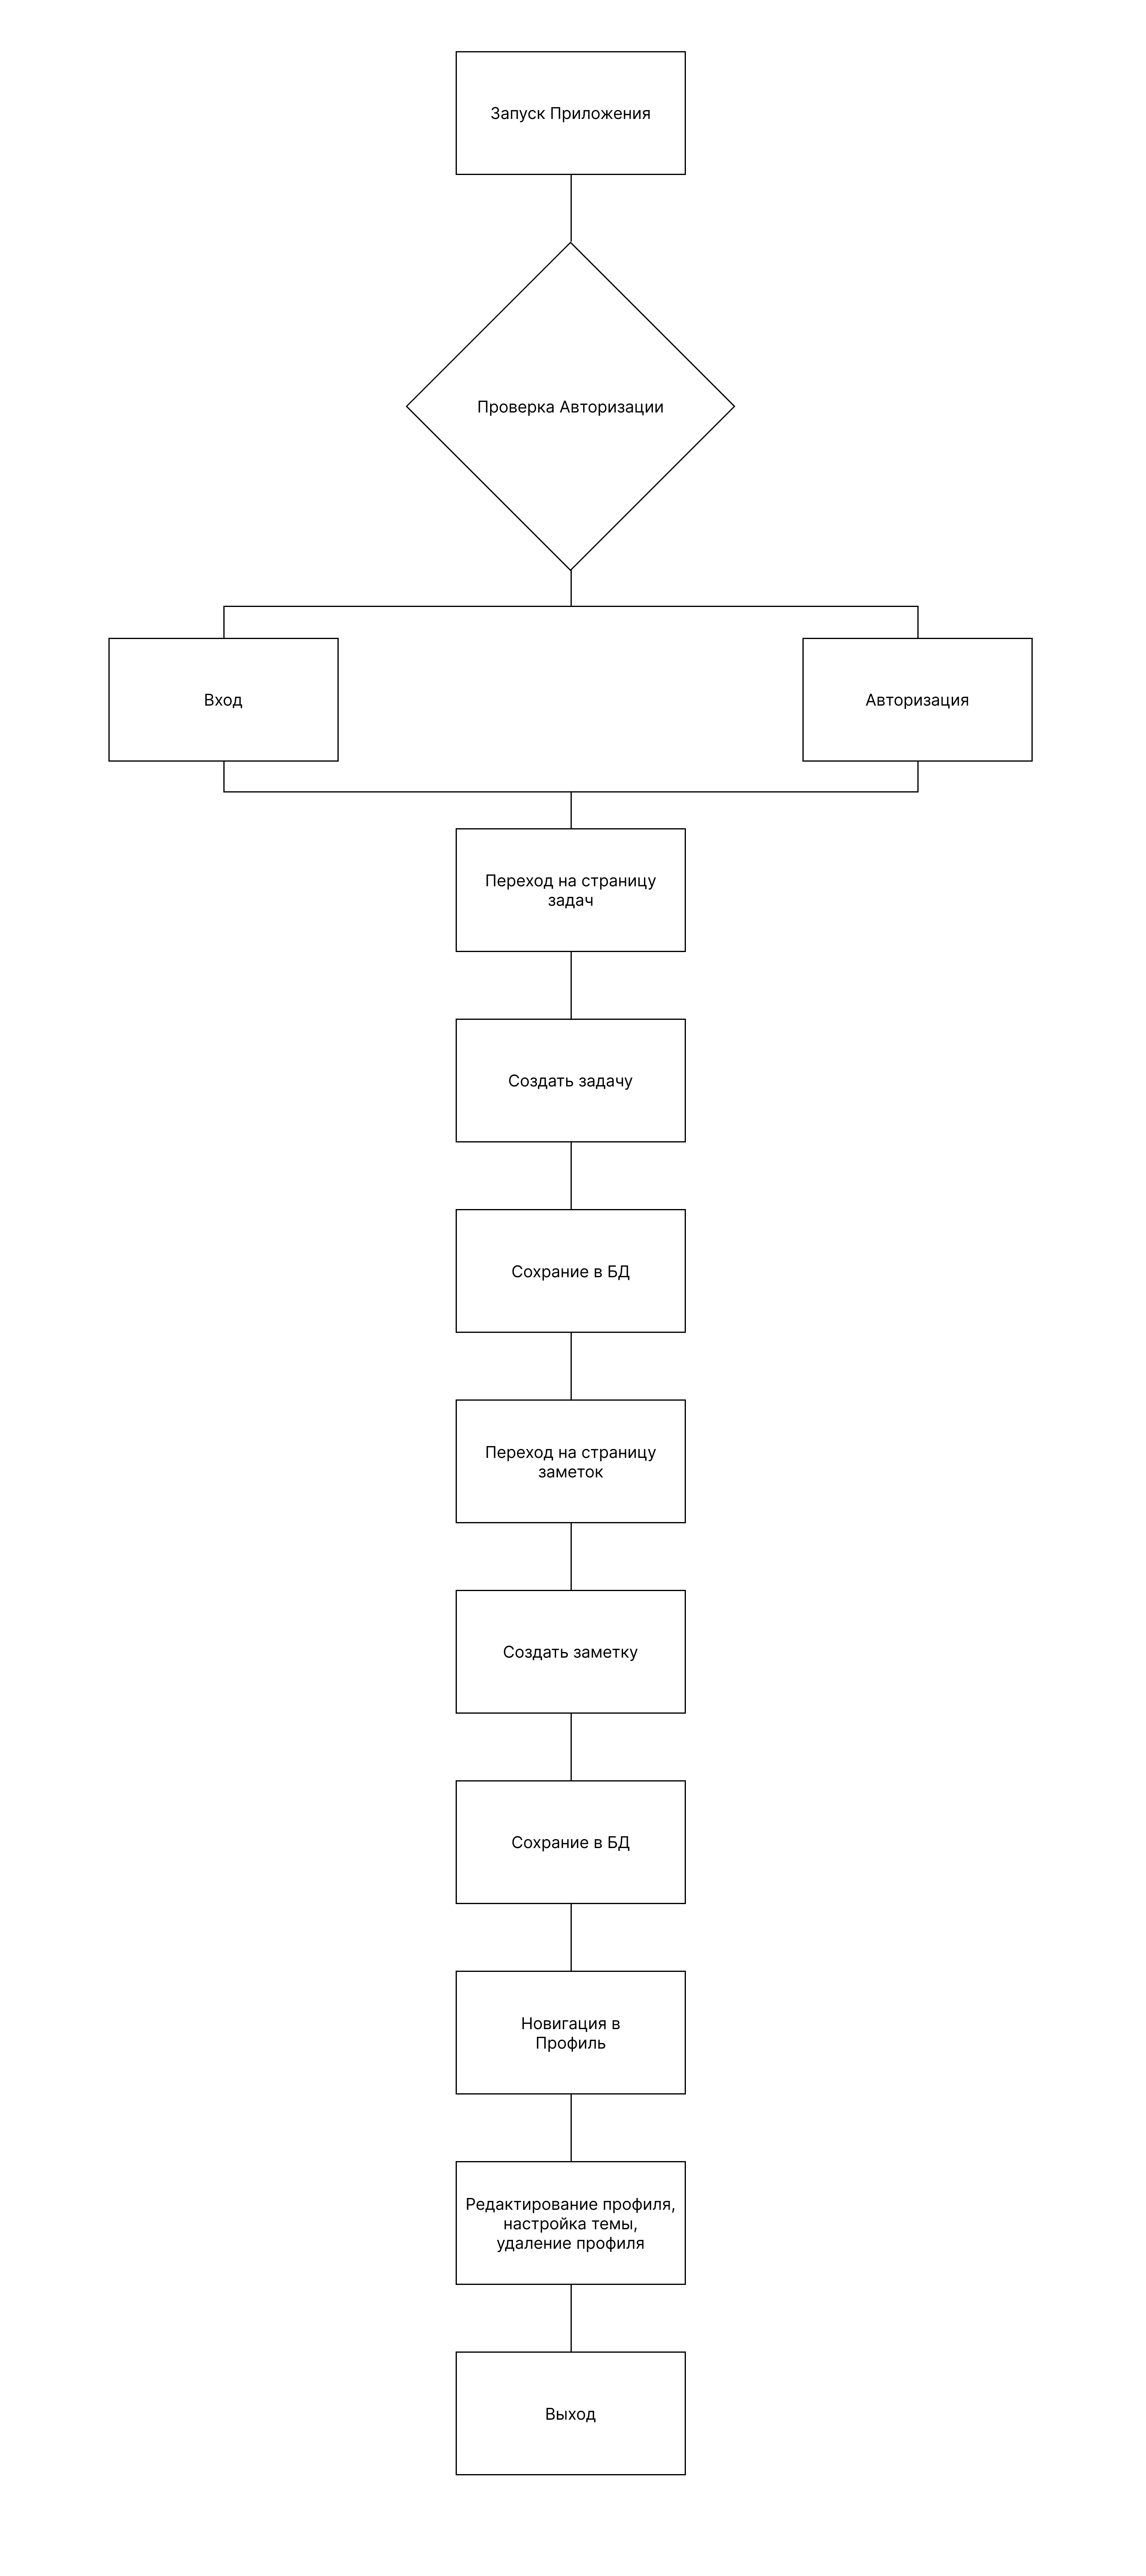 Запуск Приложения
Проверка Авторизации
Вход
Авторизация
Переход на страницу
задач
Создать задачу
Сохрание в БД
Переход на страницу
заметок
Создать заметку
Сохрание в БД
Новигация в
Профиль
Редактирование профиля,
настройка темы,
удаление профиля
Выход